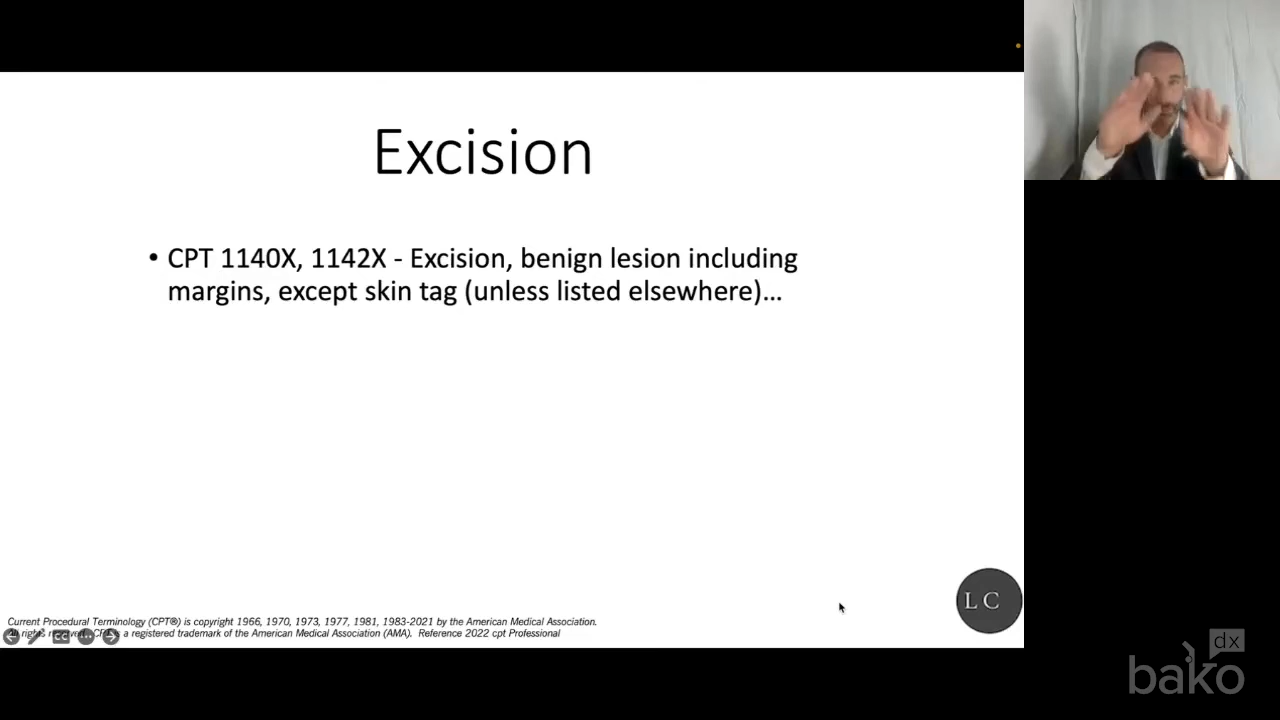 Excision
• CPT 1140X, 1142X - Excision, benign lesion including
margins, except skin tag (unless listed elsewhere)…
LC
Current Procedural Terminology (CPT®) is copyright 1966, 1970, 1973, 1977, 1981, 1983-2021 by the American Medical Association.
All rights reserved. CPT is a registered trademark of the American Medical Association (AMA). Reference 2022 cpt Professional
dx
bako